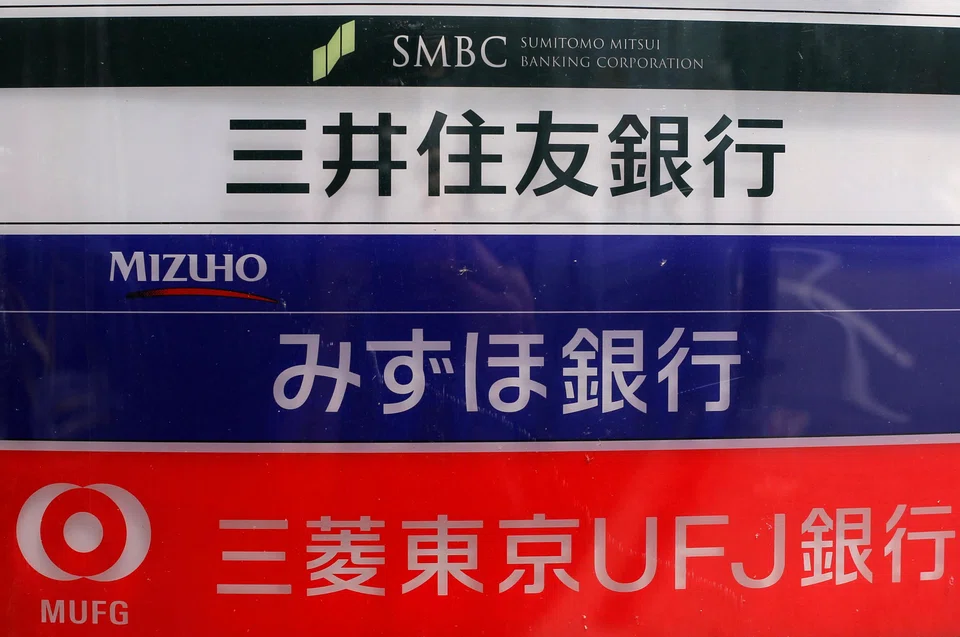 SMBC SUMITOMO MITSUI
BANKING CORPORATION
三井住友銀行
MIZUHO
みずほ銀行
三菱東京UFJ銀行
MUFG